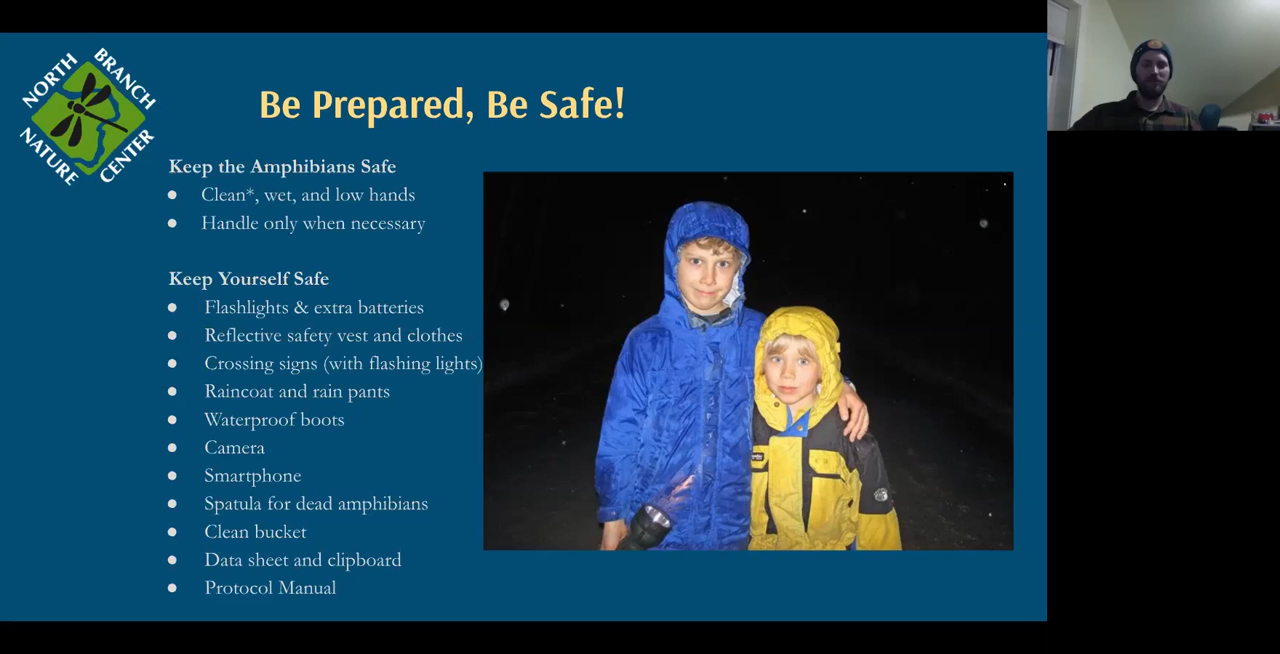 NORTH BRANCH
NATURE CENTER
Be Prepared, Be Safe!
Keep the Amphibians Safe
● Clean*, wet, and low hands
● Handle only when necessary
Keep Yourself Safe
● Flashlights & extra batteries
● Reflective safety vest and clothes
● Crossing signs (with flashing lights)
● Raincoat and rain pants
● Waterproof boots
● Camera
● Smartphone
● Spatula for dead amphibians
● Clean bucket
● Data sheet and clipboard
● Protocol Manual